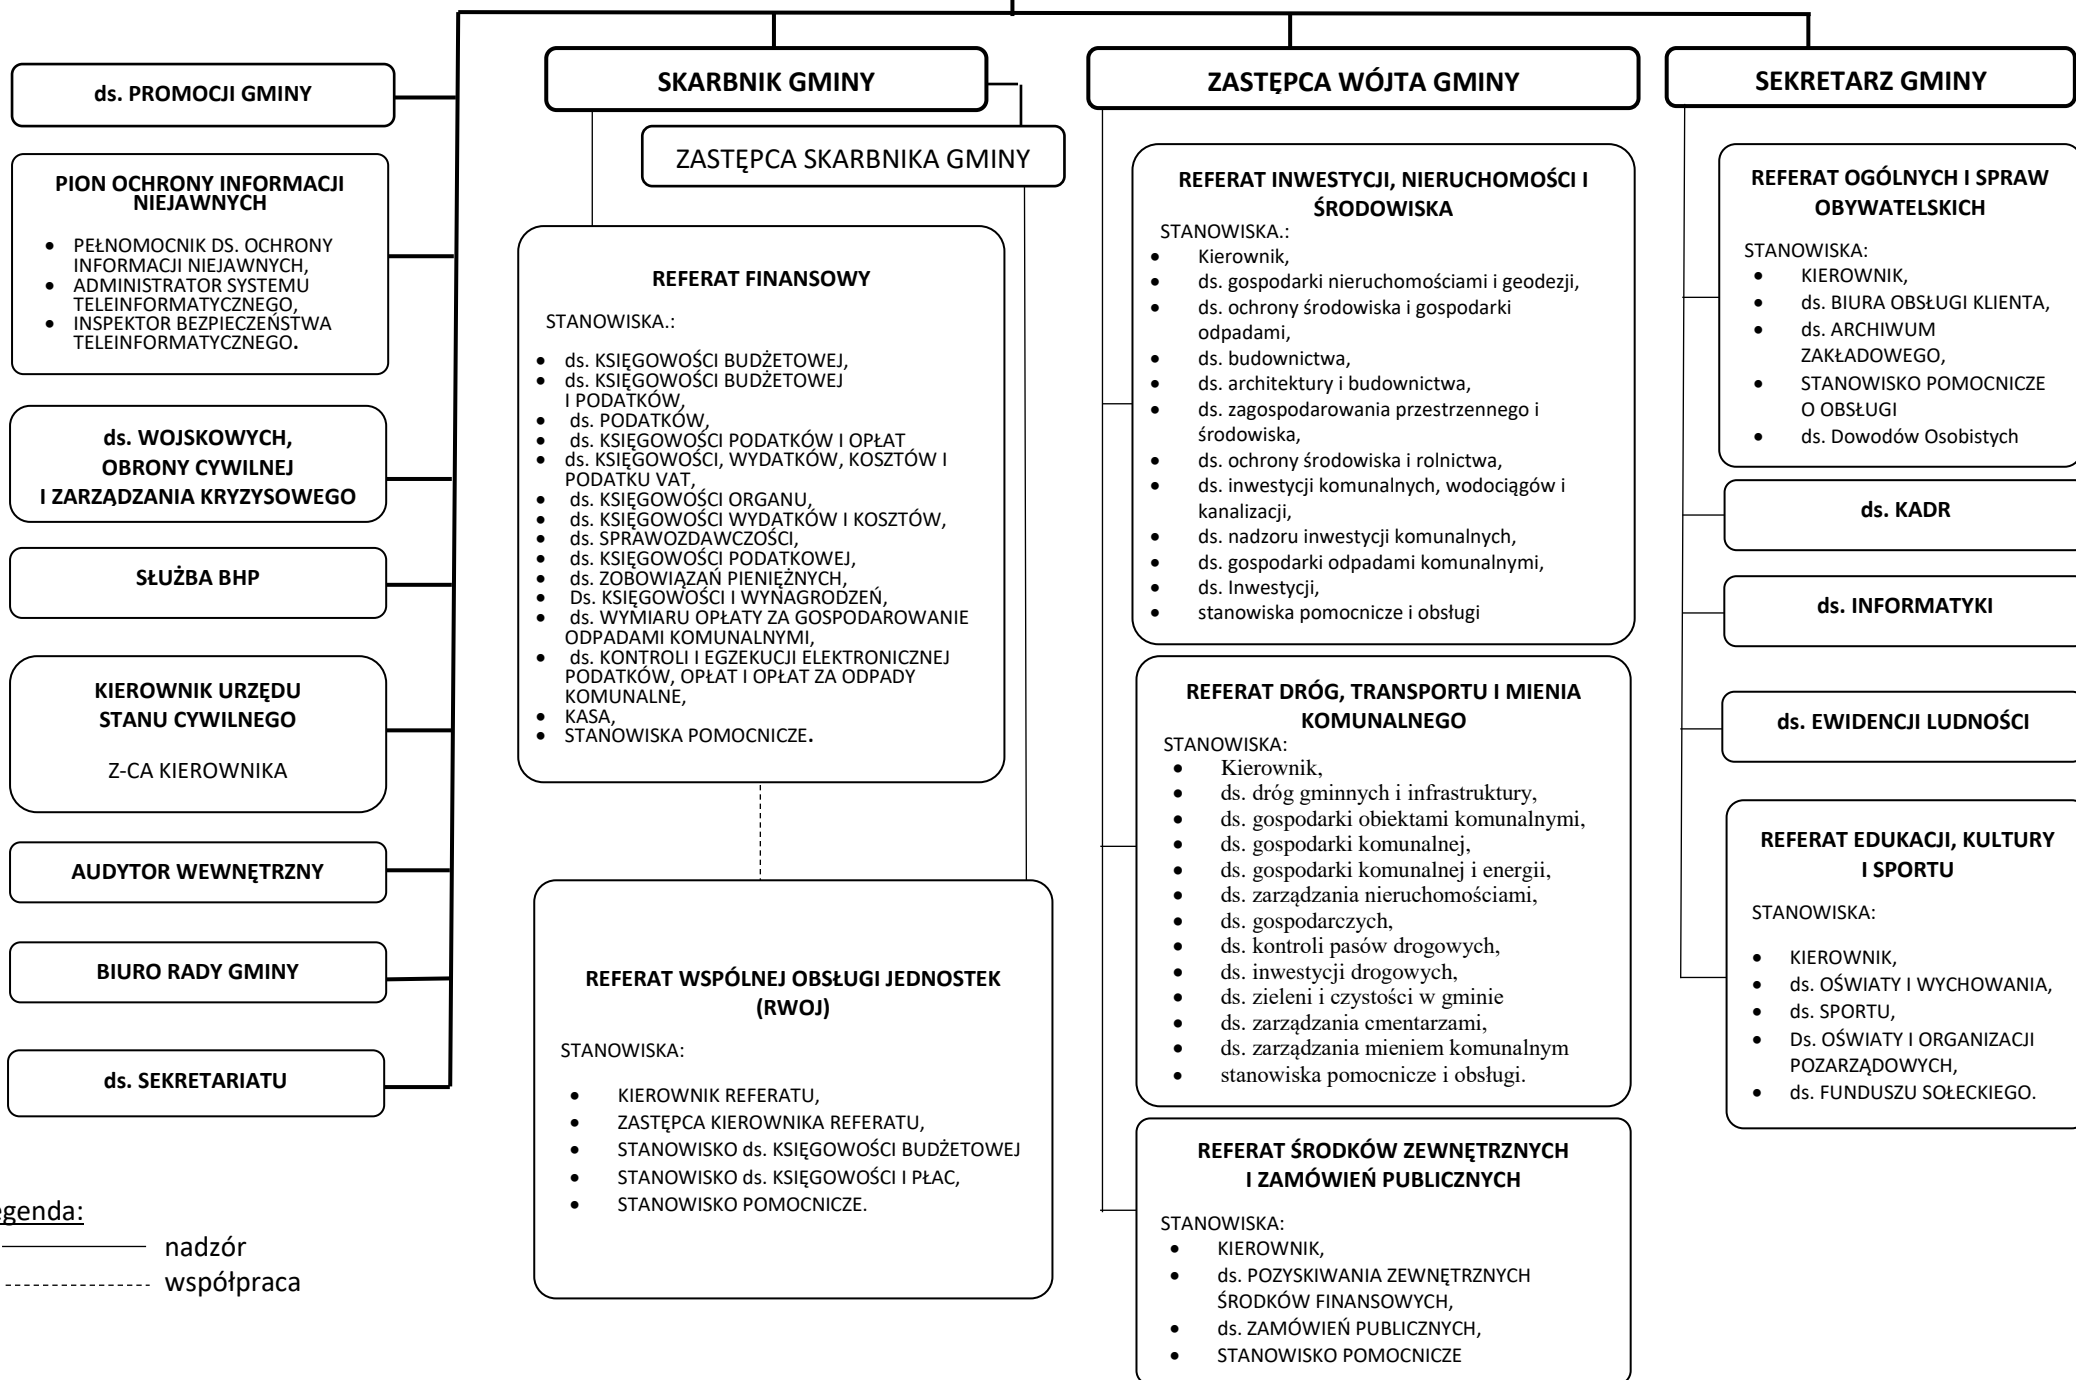 ds. PROMOCJI GMINY
PION OCHRONY INFORMACJI
NIEJAWNYCH
• PEŁNOMOCNIK DS. OCHRONY
INFORMACJI NIEJAWNYCH,
• ADMINISTRATOR SYSTEMU
TELEINFORMATYCZNEGO,
• INSPEKTOR BEZPIECZEŃSTWA
TELEINFORMATYCZNEGO.
ds. WOJSKOWYCH,
OBRONY CYWILNEJ
I ZARZĄDZANIA KRYZYSOWEGO
SŁUŻBA BHP
KIEROWNIK URZĘDU
STANU CYWILNEGO
Z-CA KIEROWNIKA
AUDYTOR WEWNĘTRZNY
BIURO RADY GMINY
ds. SEKRETARIATU
egenda:
nadzór
współpraca
SKARBNIK GMINY
ZASTĘPCA SKARBNIKA GMINY
REFERAT FINANSOWY
STANOWISKA.:
• ds. KSIĘGOWOŚCI BUDŻETOWEJ,
• ds. KSIĘGOWOŚCI BUDŻETOWEJ
I PODATKÓW,
• ds. PODATKÓW,
• ds. KSIĘGOWOŚCI PODATKÓW I OPŁAT
• ds. KSIĘGOWOŚCI, WYDATKÓW, KOSZTÓW I
PODATKU VAT,
• ds. KSIĘGOWOŚCI ORGANU,
• ds. KSIĘGOWOŚCI WYDATKÓW I KOSZTÓW,
• ds. SPRAWOZDAWCZOŚCI,
• ds. KSIĘGOWOŚCI PODATKOWEJ,
• ds. ZOBOWIĄZAŃ PIENIĘŻNYCH,
• Ds. KSIĘGOWOŚCI I WYNAGRODZEŃ,
• ds. WYMIARU OPŁATY ZA GOSPODAROWANIE
ODPADAMI KOMUNALNYMI,
• ds. KONTROLI I EGZEKUCJI ELEKTRONICZNEJ
PODATKÓW, OPŁAT I OPŁAT ZA ODPADY
KOMUNALNE,
• KASA,
• STANOWISKA POMOCNICZE.
REFERAT WSPÓLNEJ OBSŁUGI JEDNOSTEK
(RWOJ)
STANOWISKA:
• KIEROWNIK REFERATU,
• ZASTĘPCA KIEROWNIKA REFERATU,
• STANOWISKO ds. KSIĘGOWOŚCI BUDŻETOWEJ
• STANOWISKO ds. KSIĘGOWOŚCI I PŁAC,
• STANOWISKO POMOCNICZE.
ZASTĘPCA WÓJTA GMINY
REFERAT INWESTYCJI, NIERUCHOMOŚCI I
ŚRODOWISKA
STANOWISKA.:
• Kierownik,
• ds. gospodarki nieruchomościami i geodezji,
• ds. ochrony środowiska i gospodarki
odpadami,
• ds. budownictwa,
• ds. architektury i budownictwa,
• ds. zagospodarowania przestrzennego i
środowiska,
• ds. ochrony środowiska i rolnictwa,
• ds. inwestycji komunalnych, wodociągów i
kanalizacji,
• ds. nadzoru inwestycji komunalnych,
• ds. gospodarki odpadami komunalnymi,
• ds. Inwestycji,
• stanowiska pomocnicze i obsługi
REFERAT DRÓG, TRANSPORTU I MIENIA
KOMUNALNEGO
STANOWISKA:
• Kierownik,
• ds. dróg gminnych i infrastruktury,
• ds. gospodarki obiektami komunalnymi,
• ds. gospodarki komunalnej,
• ds. gospodarki komunalnej i energii,
• ds. zarządzania nieruchomościami,
• ds. gospodarczych,
• ds. kontroli pasów drogowych,
• ds. inwestycji drogowych,
• ds. zieleni i czystości w gminie
• ds. zarządzania cmentarzami,
• ds. zarządzania mieniem komunalnym
• stanowiska pomocnicze i obsługi.
REFERAT ŚRODKÓW ZEWNĘTRZNYCH
I ZAMÓWIEŃ PUBLICZNYCH
STANOWISKA:
• KIEROWNIK,
• ds. POZYSKIWANIA ZEWNĘTRZNYCH
ŚRODKÓW FINANSOWYCH,
• ds. ZAMÓWIEŃ PUBLICZNYCH,
• STANOWISKO POMOCNICZE
SEKRETARZ GMINY
REFERAT OGÓLNYCH I SPRAW
OBYWATELSKICH
STANOWISKA:
• KIEROWNIK,
• ds. BIURA OBSŁUGI KLIENTA,
• ds. ARCHIWUM
ZAKŁADOWEGO,
• STANOWISKO POMOCNICZE
O OBSŁUGI
• ds. Dowodów Osobistych
ds. KADR
ds. INFORMATYKI
ds. EWIDENCJI LUDNOŚCI
REFERAT EDUKACJI, KULTURY
I SPORTU
STANOWISKA:
• KIEROWNIK,
• ds. OŚWIATY I WYCHOWANIA,
• ds. SPORTU,
• Ds. OŚWIATY I ORGANIZACJI
POZARZĄDOWYCH,
• ds. FUNDUSZU SOŁECKIEGO.